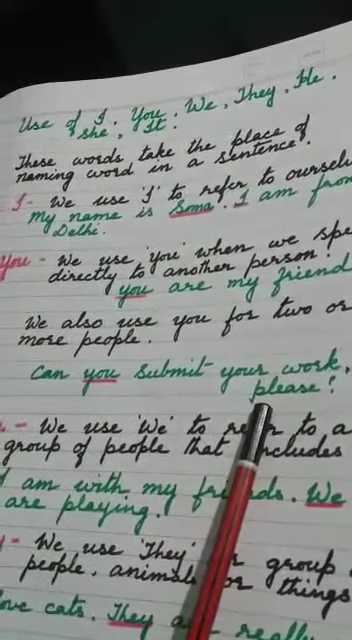 Use of I, You, We, They, He.
She, It.
These words take the place of
naming word in a sentence.
I - We use 'I' to refer to ourselv
My name is Soma. I am from
Delhi.
You - We use 'you' when we spe
directly to another person.
you are my friend
We also use you for two or
more people.
Can you submit your work,
please!
- We use 'We' to re to a
group of people that includes
I am with my friends. We
are playing.
y - We use 'They' group
people, animals or things
love cats. They a really